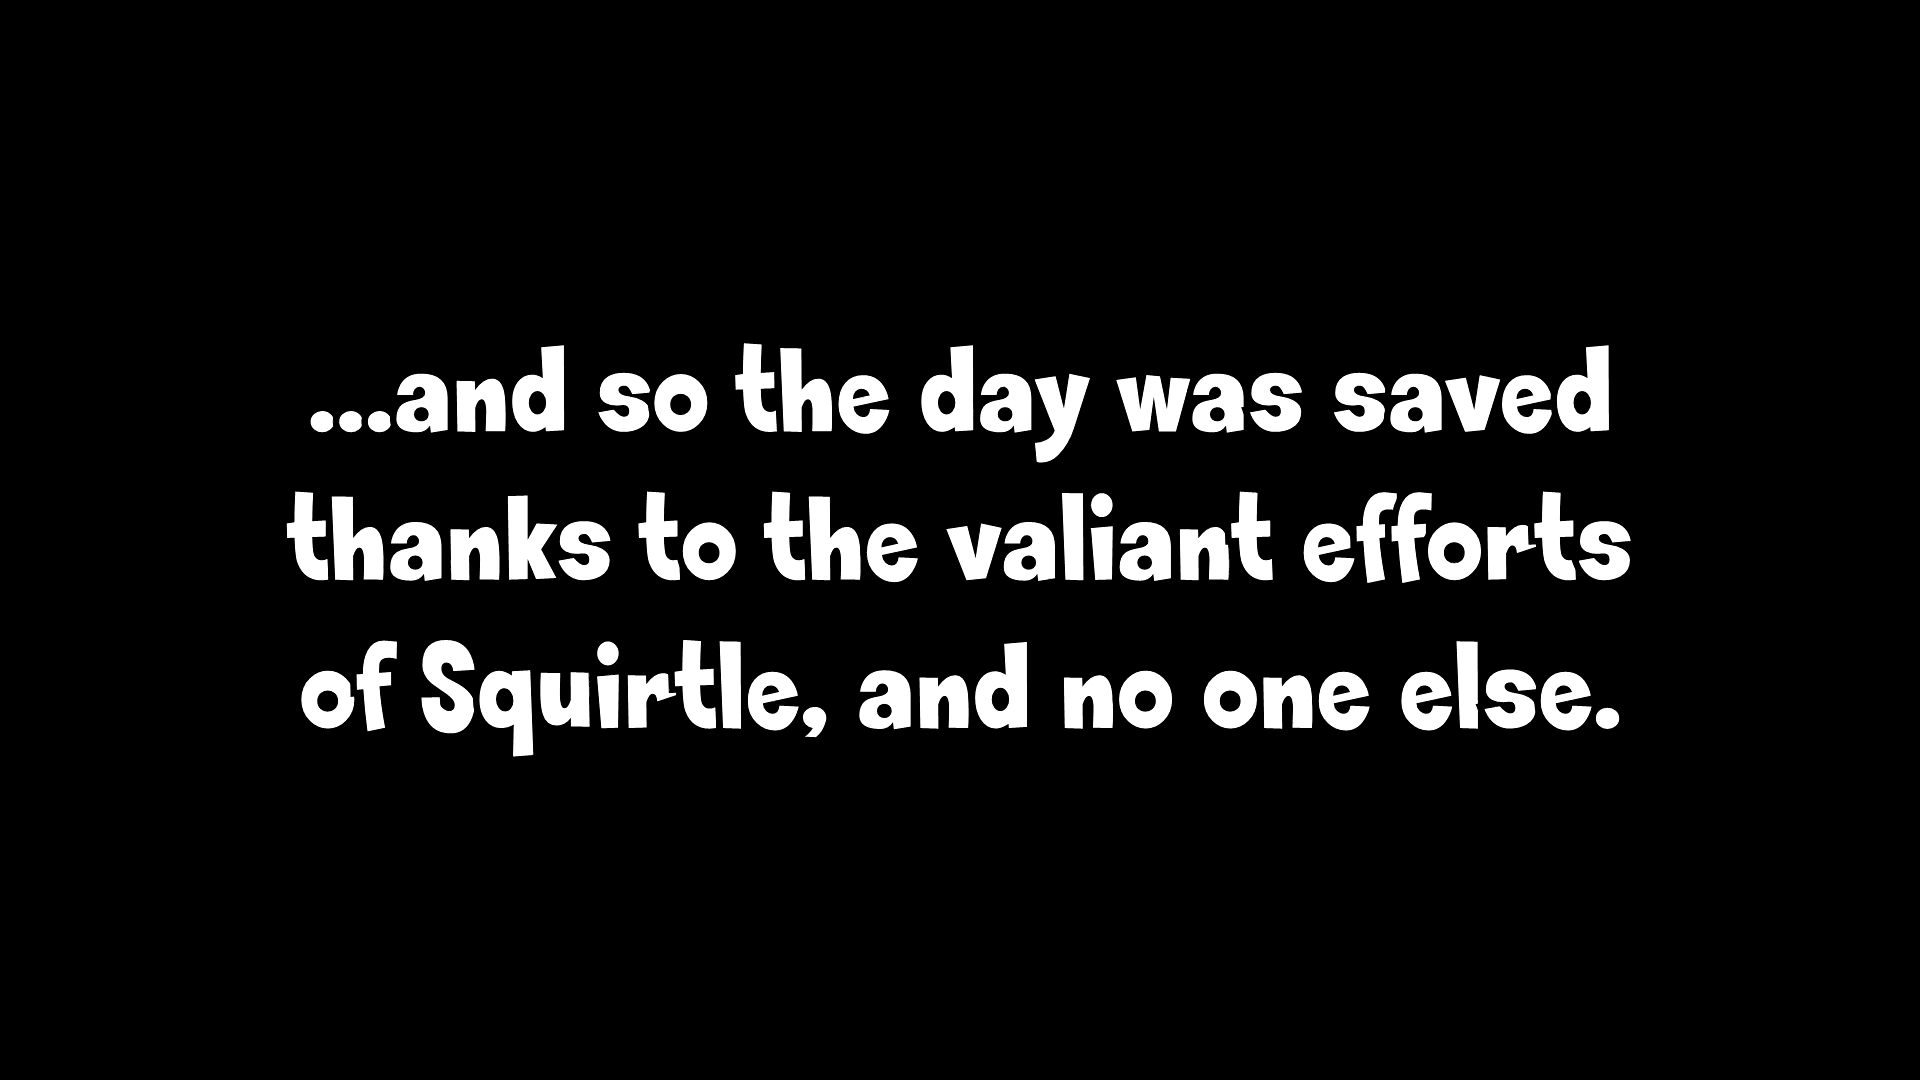 ...and so the day was saved
thanks to the valiant efforts
of Squirtle, and no one else.